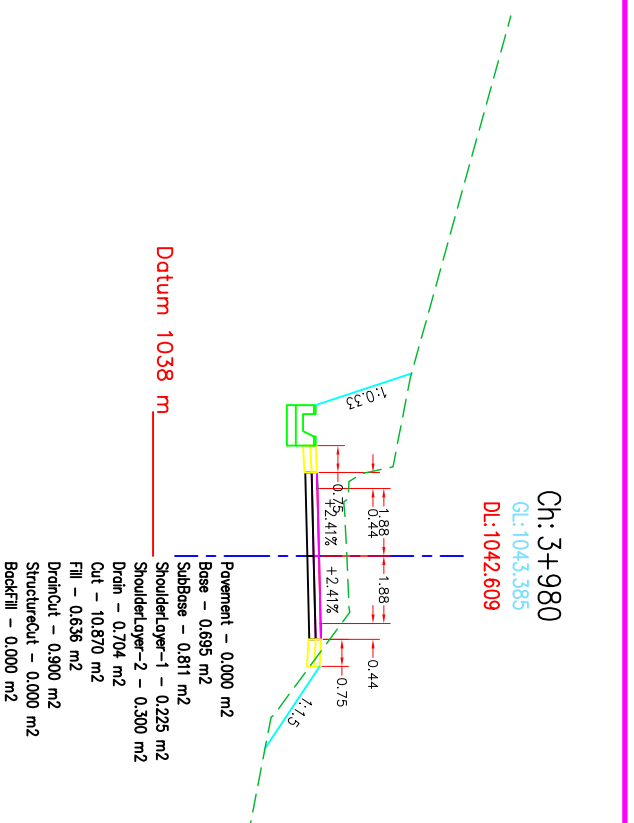 Ch: 3+980
GL:1043.385
DL:1042.609
1.88
1.88
0.44
0.44
0.75
0.75
+2.41%
+2.41%
1:0.33
1:1.5
Datum 1038 m
Pavement - 0.000 m2
Base - 0.695 m2
SubBase - 0.811 m2
ShoulderLayer-1 - 0.225 m2
ShoulderLayer-2 - 0.300 m2
Drain - 0.704 m2
Cut - 10.870 m2
Fill - 0.636 m2
DrainCut - 0.900 m2
StructureCut - 0.000 m2
BackFill - 0.000 m2